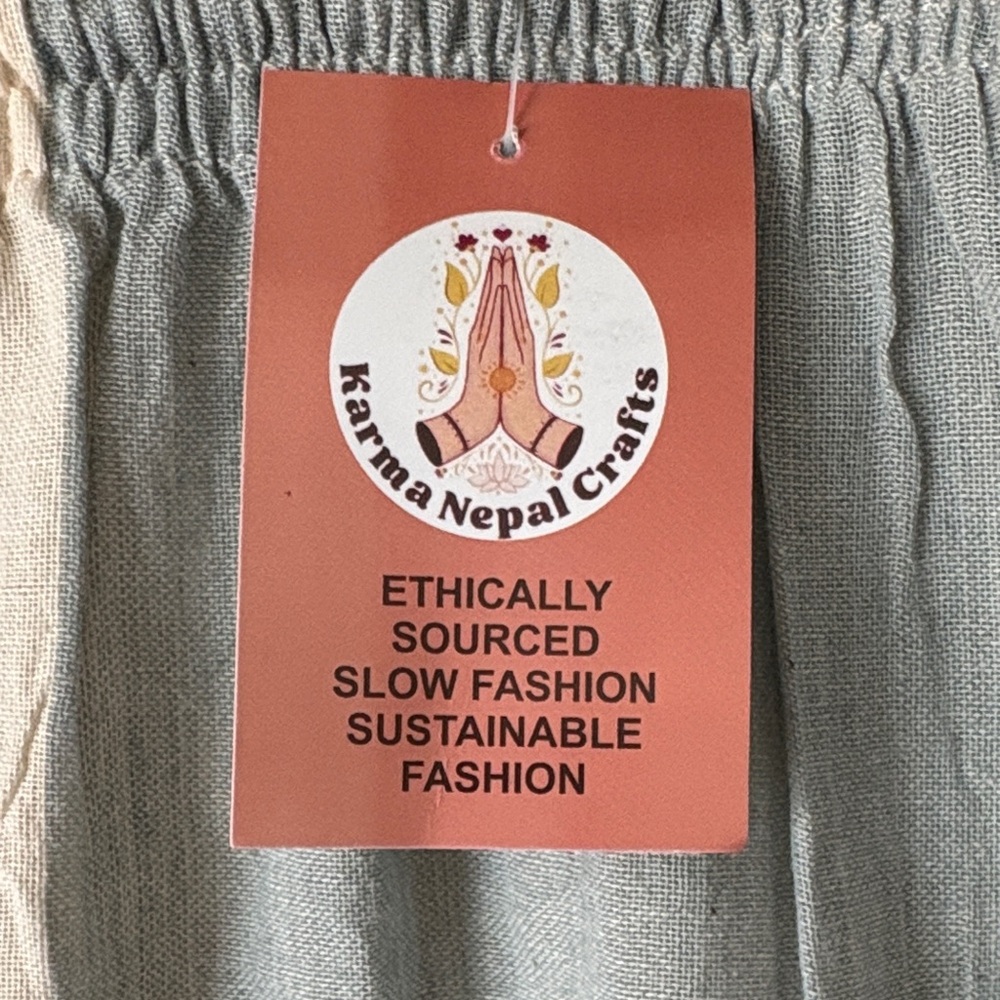 Karma Nepal Crafts
ETHICALLY
SOURCED
SLOW FASHION
SUSTAINABLE
FASHION